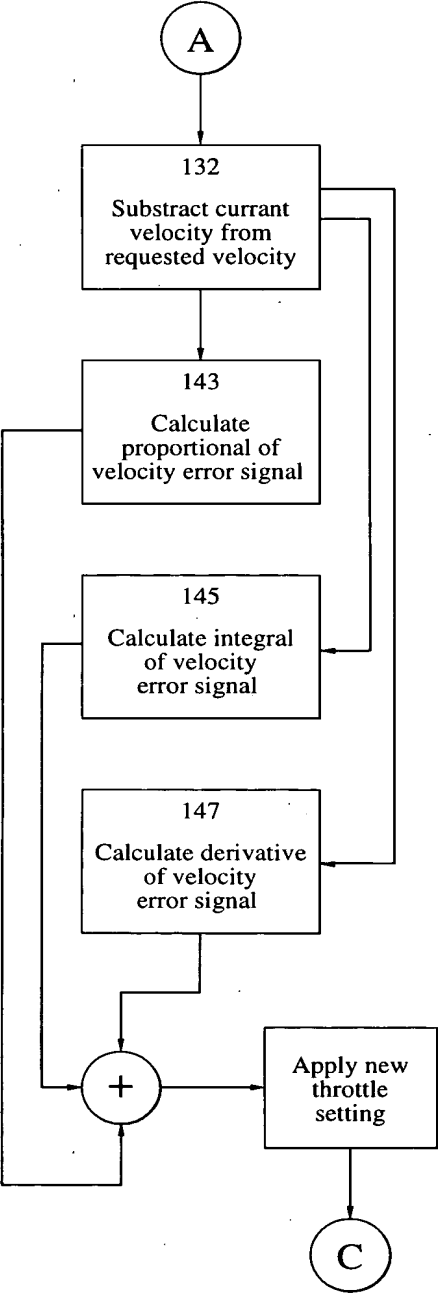 A
132
Substract currant
velocity from
requested velocity
143
Calculate
proportional of
velocity error signal
145
Calculate integral
of velocity
error signal
147
Calculate derivative
of velocity
error signal
+
Apply new
throttle
setting
C